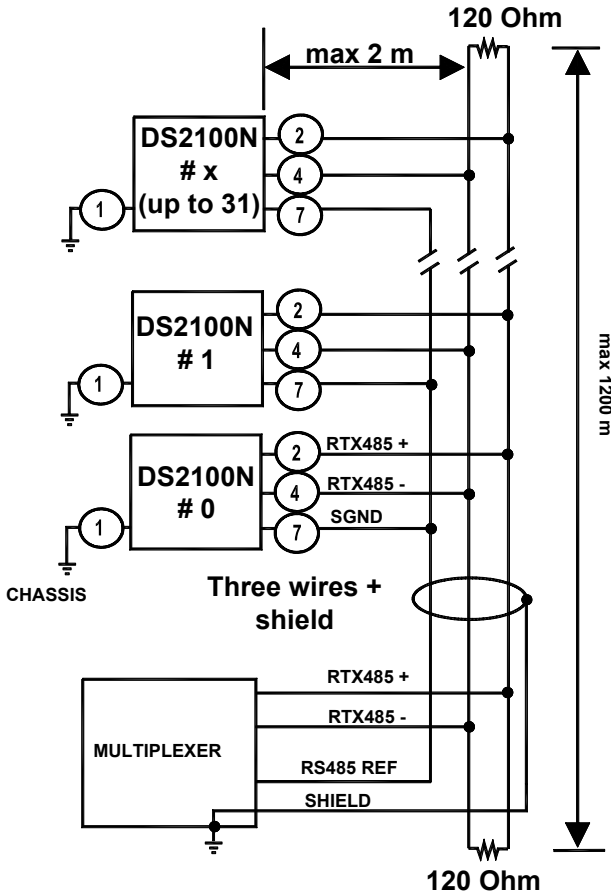 120 Ohm
max 2 m
DS2100N
# x
(up to 31)
2
4
7
1
DS2100N
# 1
2
4
7
1
max 1200 m
DS2100N
# 0
2
RTX485 +
4
RTX485 -
7
SGND
1
CHASSIS
Three wires +
shield
MULTIPLEXER
RTX485 +
RTX485 -
RS485 REF
SHIELD
120 Ohm